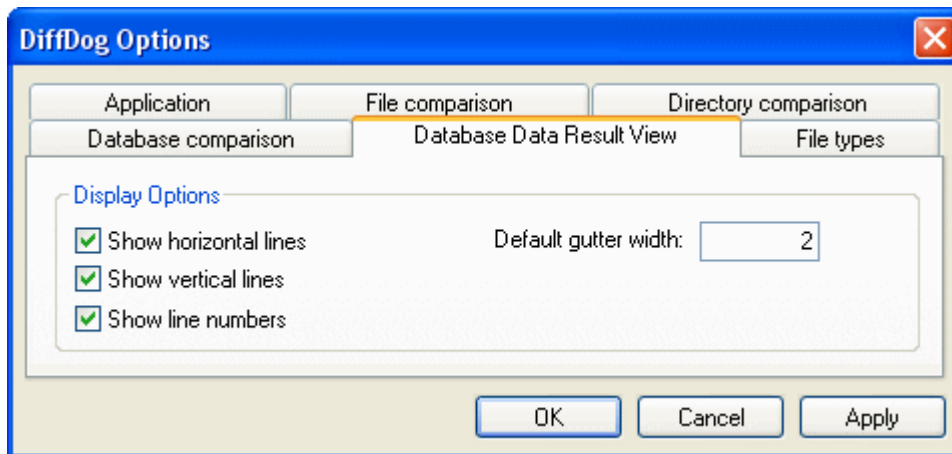 DiffDog Options
Application File comparison Directory comparison
Database comparison Database Data Result View File types
Display Options
Show horizontal lines Default gutter width: 2
Show vertical lines
Show line numbers
OK Cancel Apply